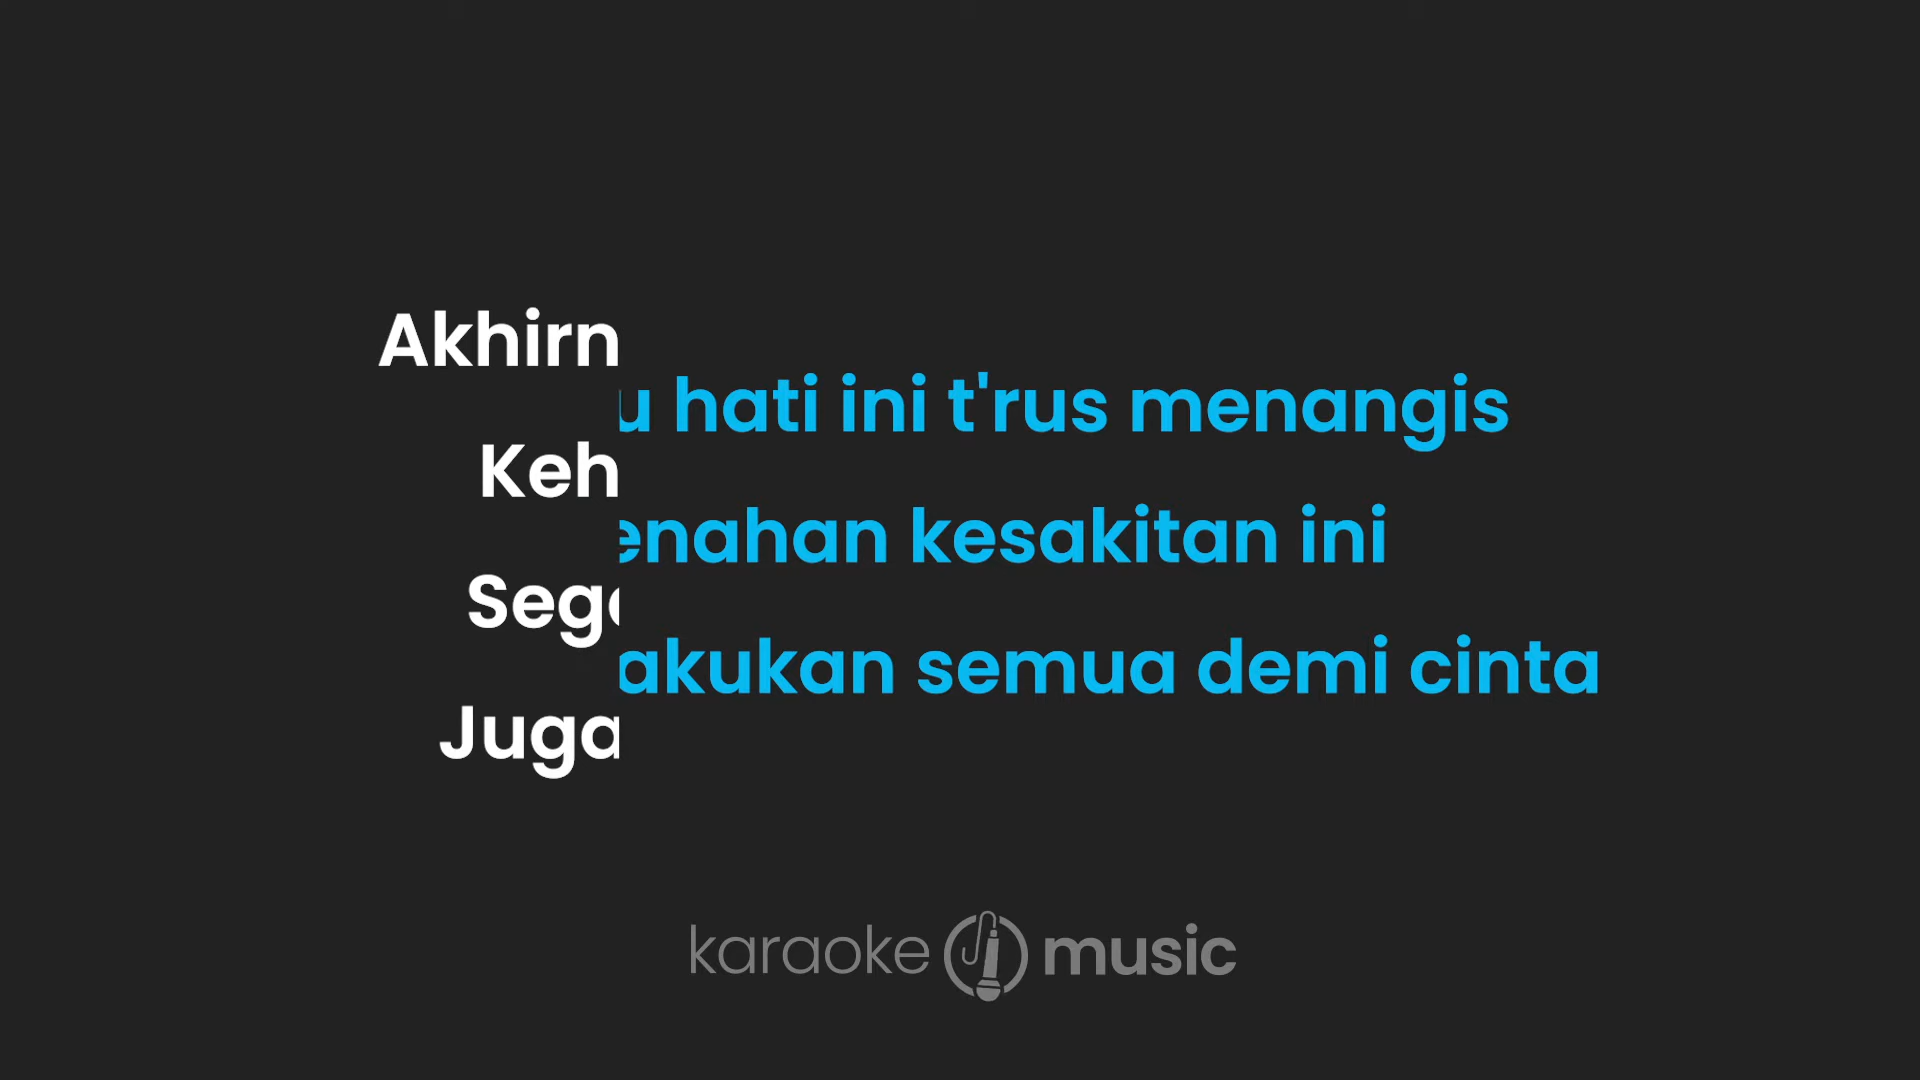 Akhirn
u hati ini t'rus menangis
Keh
enahan kesakitan ini
Seg
akukan semua demi cinta
Juga
karaoke music